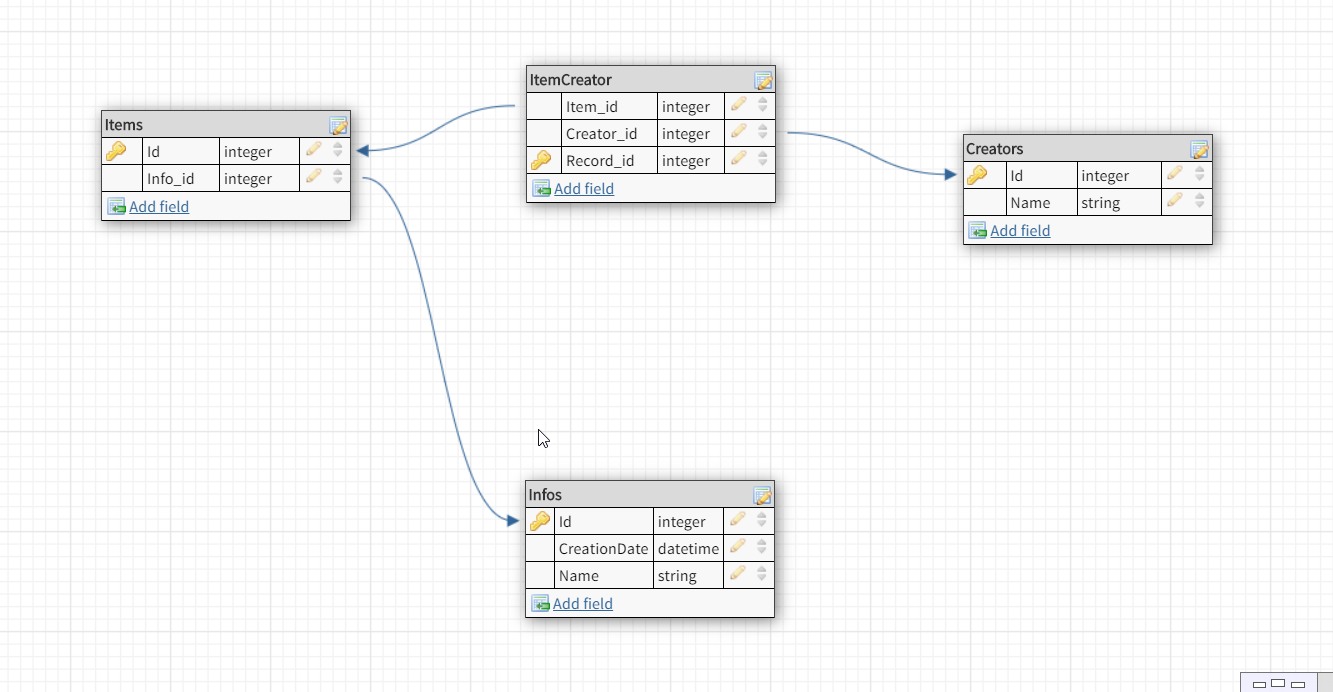 Items
Id integer
Info_id integer
Add field
ItemCreator
Item_id integer
Creator_id integer
Record_id integer
Add field
Creators
Id integer
Name string
Add field
Infos
Id integer
CreationDate datetime
Name string
Add field